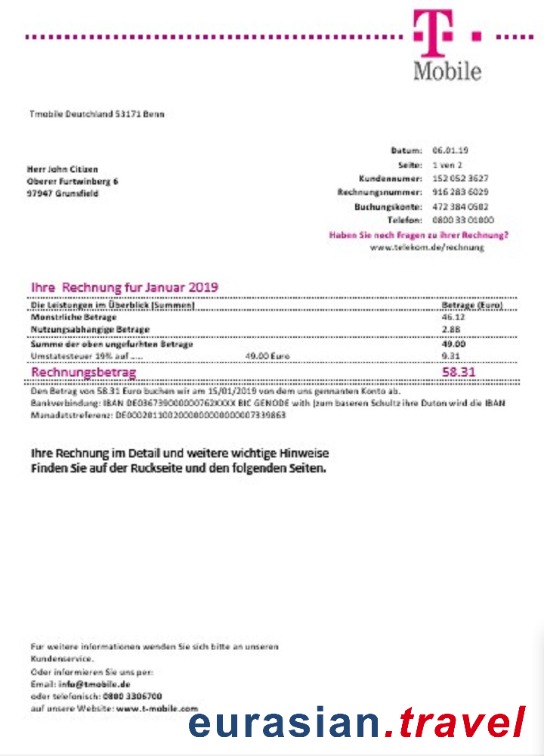 T
Mobile
Tmobile Deutchland 53171 Benn
Datum: 06.01.19
Seite: 1 ven 2
Kundennumer: 152 052 3627
Rechnungsnummer: 916 283 6029
Buchungskonte: 472 384 0502
Telefon: 0800 33 01000
Haben Sie noch Fragen zu ihrer Rechnung?
www.telekom.de/rechnung
Herr John Citizen
Oberer Furtwinberg 6
97947 Grunsfield
Ihre Rechnung fur Januar 2019
Die Leistungen im Überblick (Summen) Betrage (Euro)
Monstrliche Betrage 46.12
Nutzungsabhangige Betrage 2.88
Summe der oben ungefurhten Betrage 49.00
Umstatesteuer 19% auf ..... 49.00 Euro 9.31
Rechnungsbetrag 58.31
Den Betrag von 58.31 Euro buchen wir am 15/01/2019 von dem uns gennanten Konto ab.
Bankverbindung: IBAN DE036739000000762XXXX BIC GENODE with (zum baseren Schultz ihre Duton wird die IBAN
Manadatstreferenz:
Ihre Rechnung im Detail und weitere wichtige Hinweise
Finden Sie auf der Ruckseite und den folgenden Seiten.
Fur weitere informationen wenden Sie sich bitte an unseren
Kundenservice.
Oder informieren Sie uns per:
Email: info@tmobile.de
oder telefonisch: 0800 3306700
auf unsere Website: www.t-mobile.com
eurasian.travel